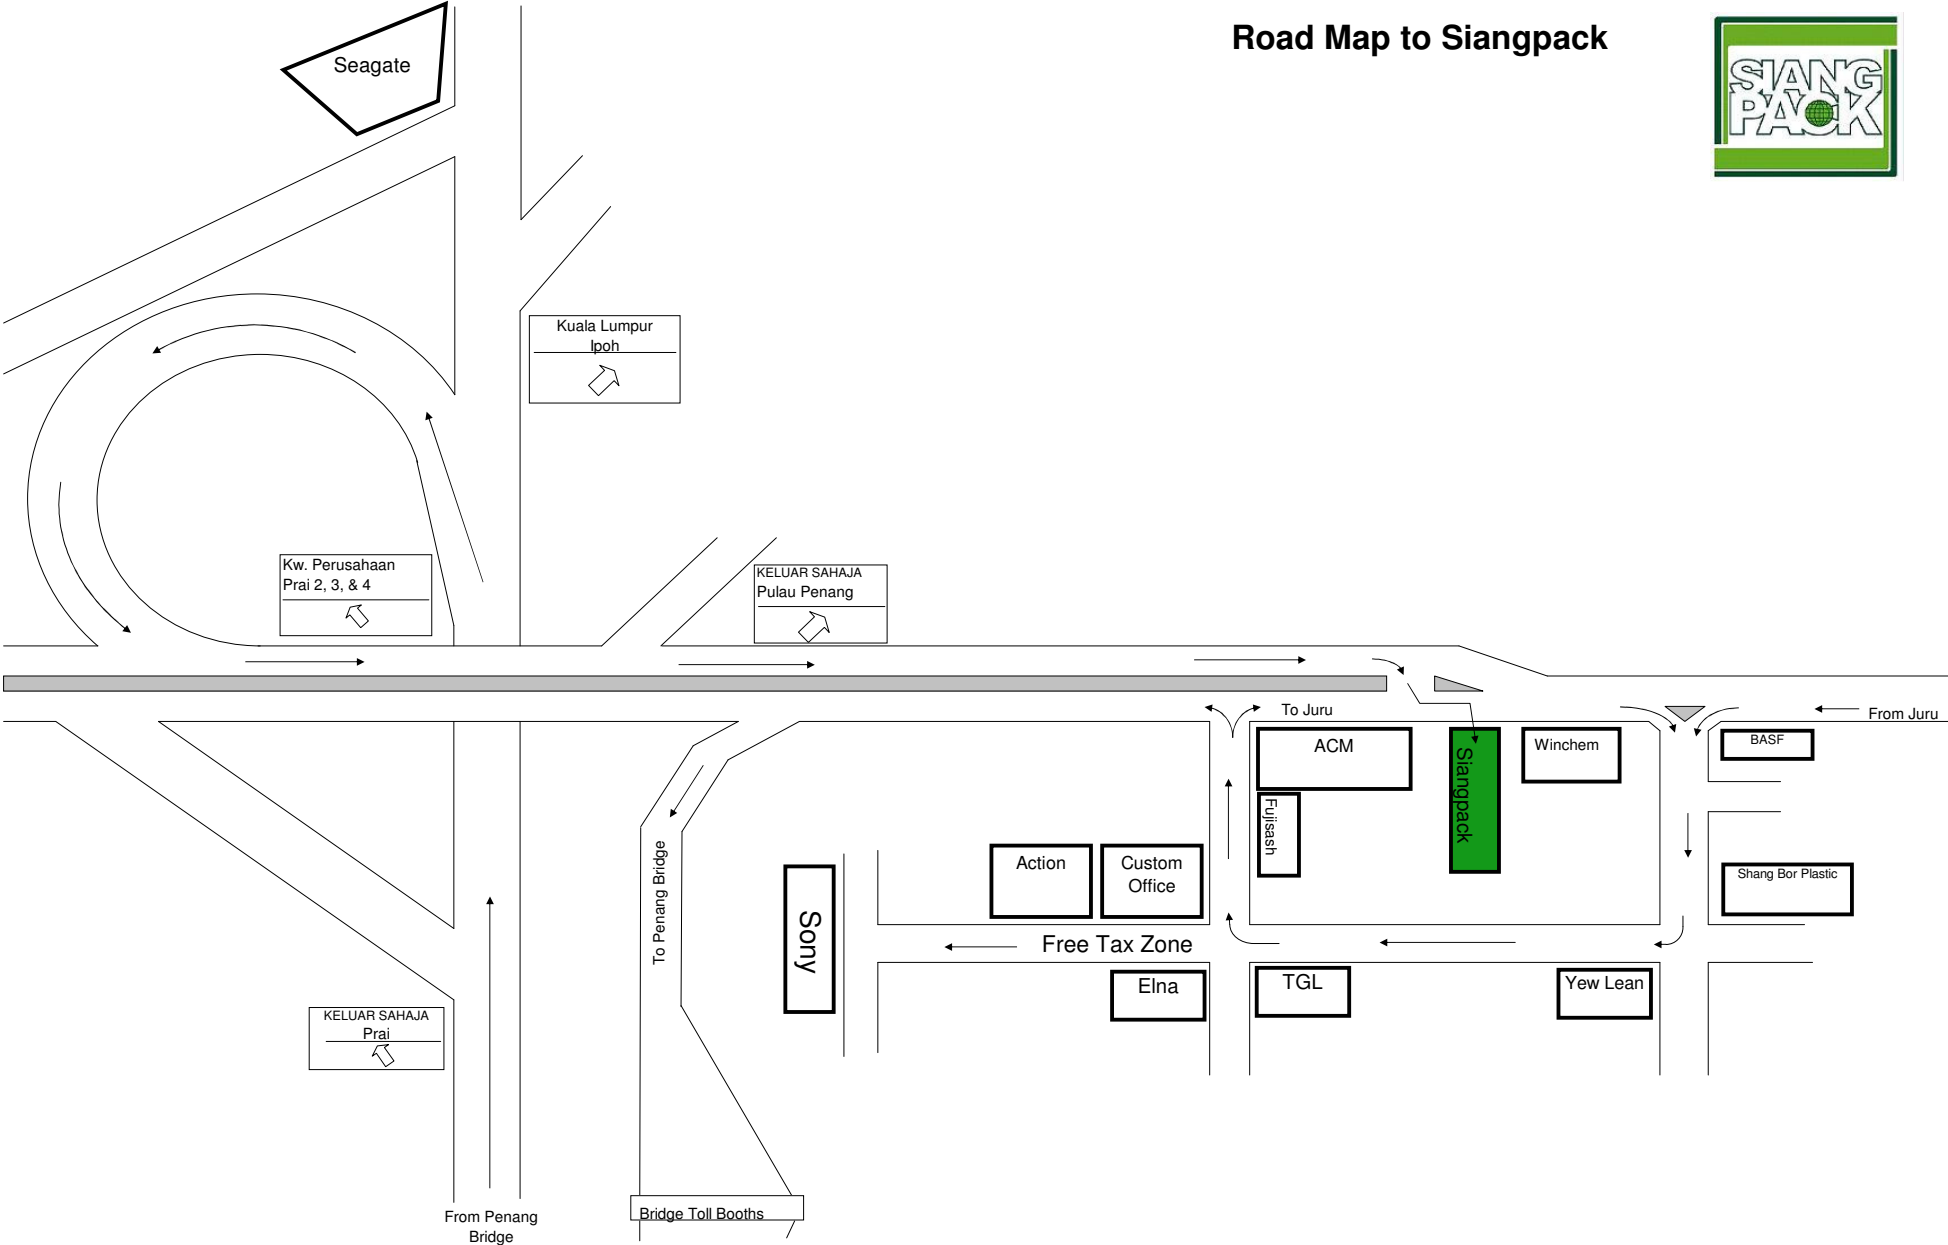 Road Map to Siangpack
SIANG
PACK
Seagate
Kuala Lumpur
Ipoh
Kw. Perusahaan
Prai 2, 3, & 4
KELUAR SAHAJA
Pulau Penang
To Juru
From Juru
ACM
Siangpack
Winchem
BASF
Fujisash
To Penang Bridge
Sony
Action
Custom
Office
Shang Bor Plastic
Free Tax Zone
Elna
TGL
Yew Lean
KELUAR SAHAJA
Prai
From Penang
Bridge
Bridge Toll Booths